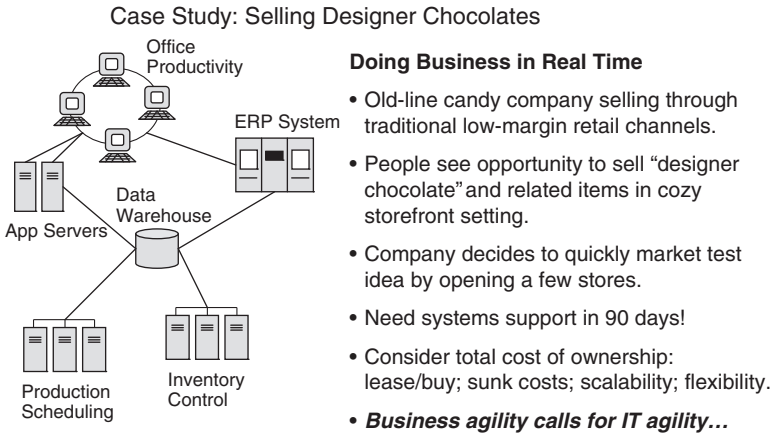 Case Study: Selling Designer Chocolates
Office
Productivity
ERP System
Data
Warehouse
App Servers
Production
Scheduling
Inventory
Control
Doing Business in Real Time
• Old-line candy company selling through
traditional low-margin retail channels.
• People see opportunity to sell “designer
chocolate” and related items in cozy
storefront setting.
• Company decides to quickly market test
idea by opening a few stores.
• Need systems support in 90 days!
• Consider total cost of ownership:
lease/buy; sunk costs; scalability; flexibility.
• Business agility calls for IT agility…